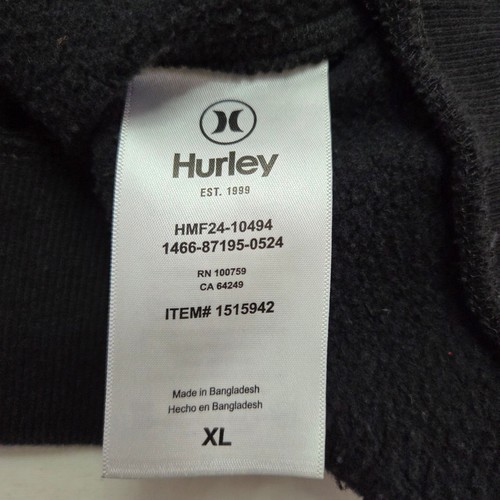 Hurley
EST. 1999
HMF24-10494
1466-87195-0524
RN 100759
CA 64249
ITEM# 1515942
Made in Bangladesh
Hecho en Bangladesh
XL